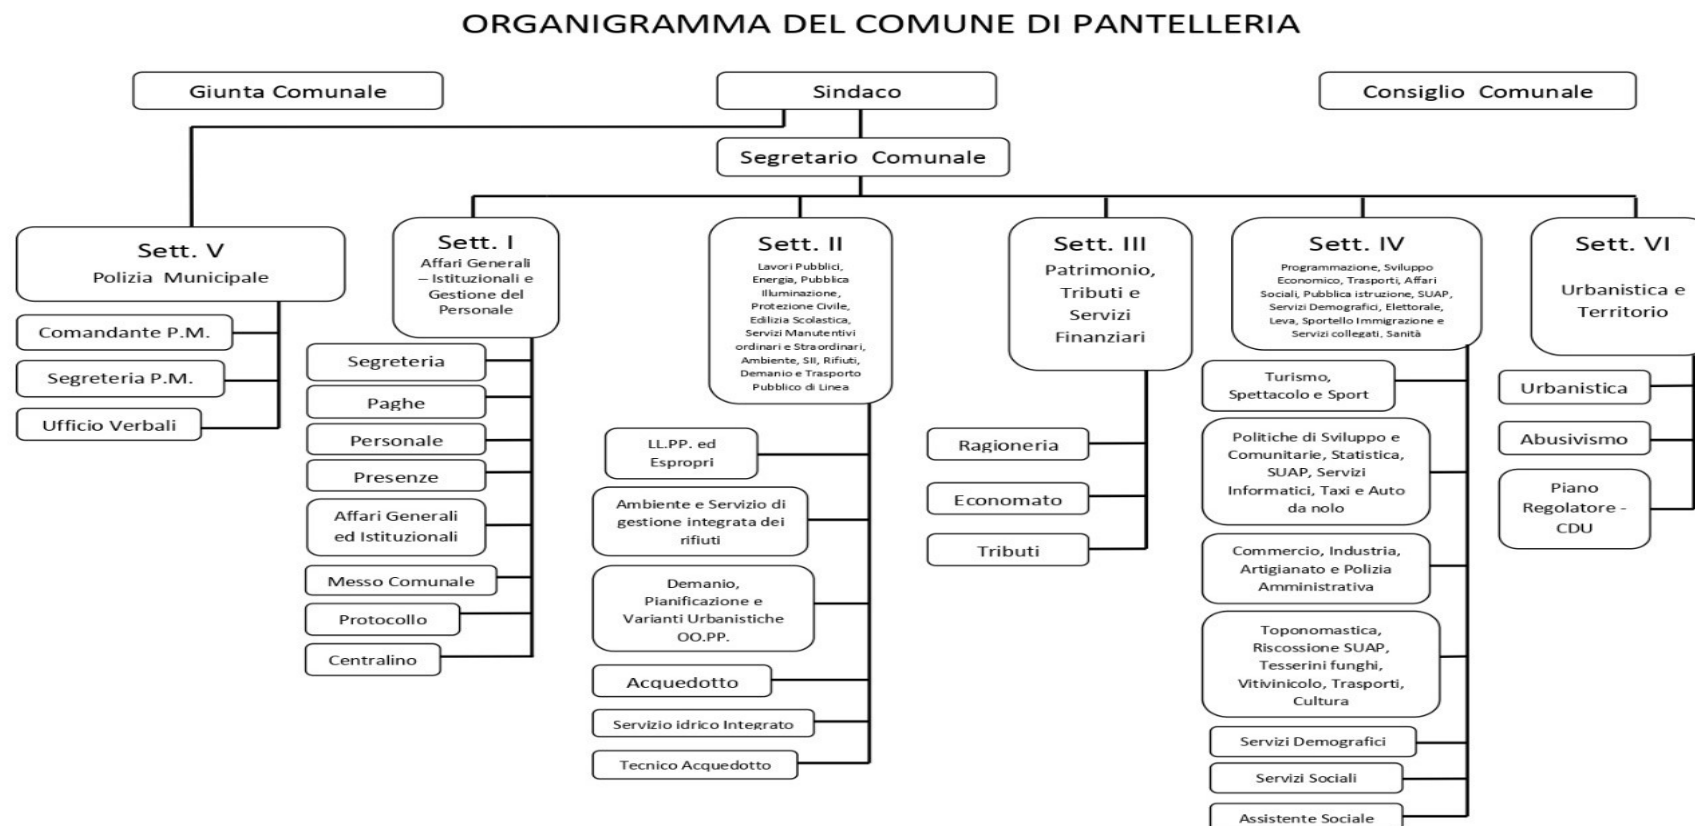 ORGANIGRAMMA DEL COMUNE DI PANTELLERIA
Giunta Comunale
Sindaco
Consiglio Comunale
Segretario Comunale
Sett. V
Polizia Municipale
Comandante P.M.
Segreteria P.M.
Ufficio Verbali
Sett. I
Affari Generali
– Istituzionali e
Gestione del
Personale
Segreteria
Paghe
Personale
Presenze
Affari Generali
ed Istituzionali
Messo Comunale
Protocollo
Centralino
Sett. II
Lavori Pubblici,
Energia, Pubblica
Illuminazione,
Protezione Civile,
Edilizia Scolastica,
Servizi Manutentivi
ordinari e Straordinari,
Ambiente, SII, Rifiuti,
Demanio e Trasporto
Pubblico di Linea
LL.PP. ed
Espropri
Ambiente e Servizio di
gestione integrata dei
rifiuti
Demanio,
Pianificazione e
Varianti Urbanistiche
OO.PP.
Acquedotto
Servizio idrico Integrato
Tecnico Acquedotto
Sett. III
Patrimonio,
Tributi e
Servizi
Finanziari
Ragioneria
Economato
Tributi
Sett. IV
Programmazione, Sviluppo
Economico, Trasporti, Affari
Sociali, Pubblica istruzione, SUAP,
Servizi Demografici, Elettorale,
Leva, Sportello Immigrazione e
Servizi collegati, Sanità
Turismo,
Spettacolo e Sport
Politiche di Sviluppo e
Comunitarie, Statistica,
SUAP, Servizi
Informatici, Taxi e Auto
da nolo
Commercio, Industria,
Artigianato e Polizia
Amministrativa
Toponomastica,
Riscossione SUAP,
Tesserini funghi,
Vitivinicolo, Trasporti,
Cultura
Servizi Demografici
Servizi Sociali
Assistente Sociale
Sett. VI
Urbanistica e
Territorio
Urbanistica
Abusivismo
Piano
Regolatore -
CDU